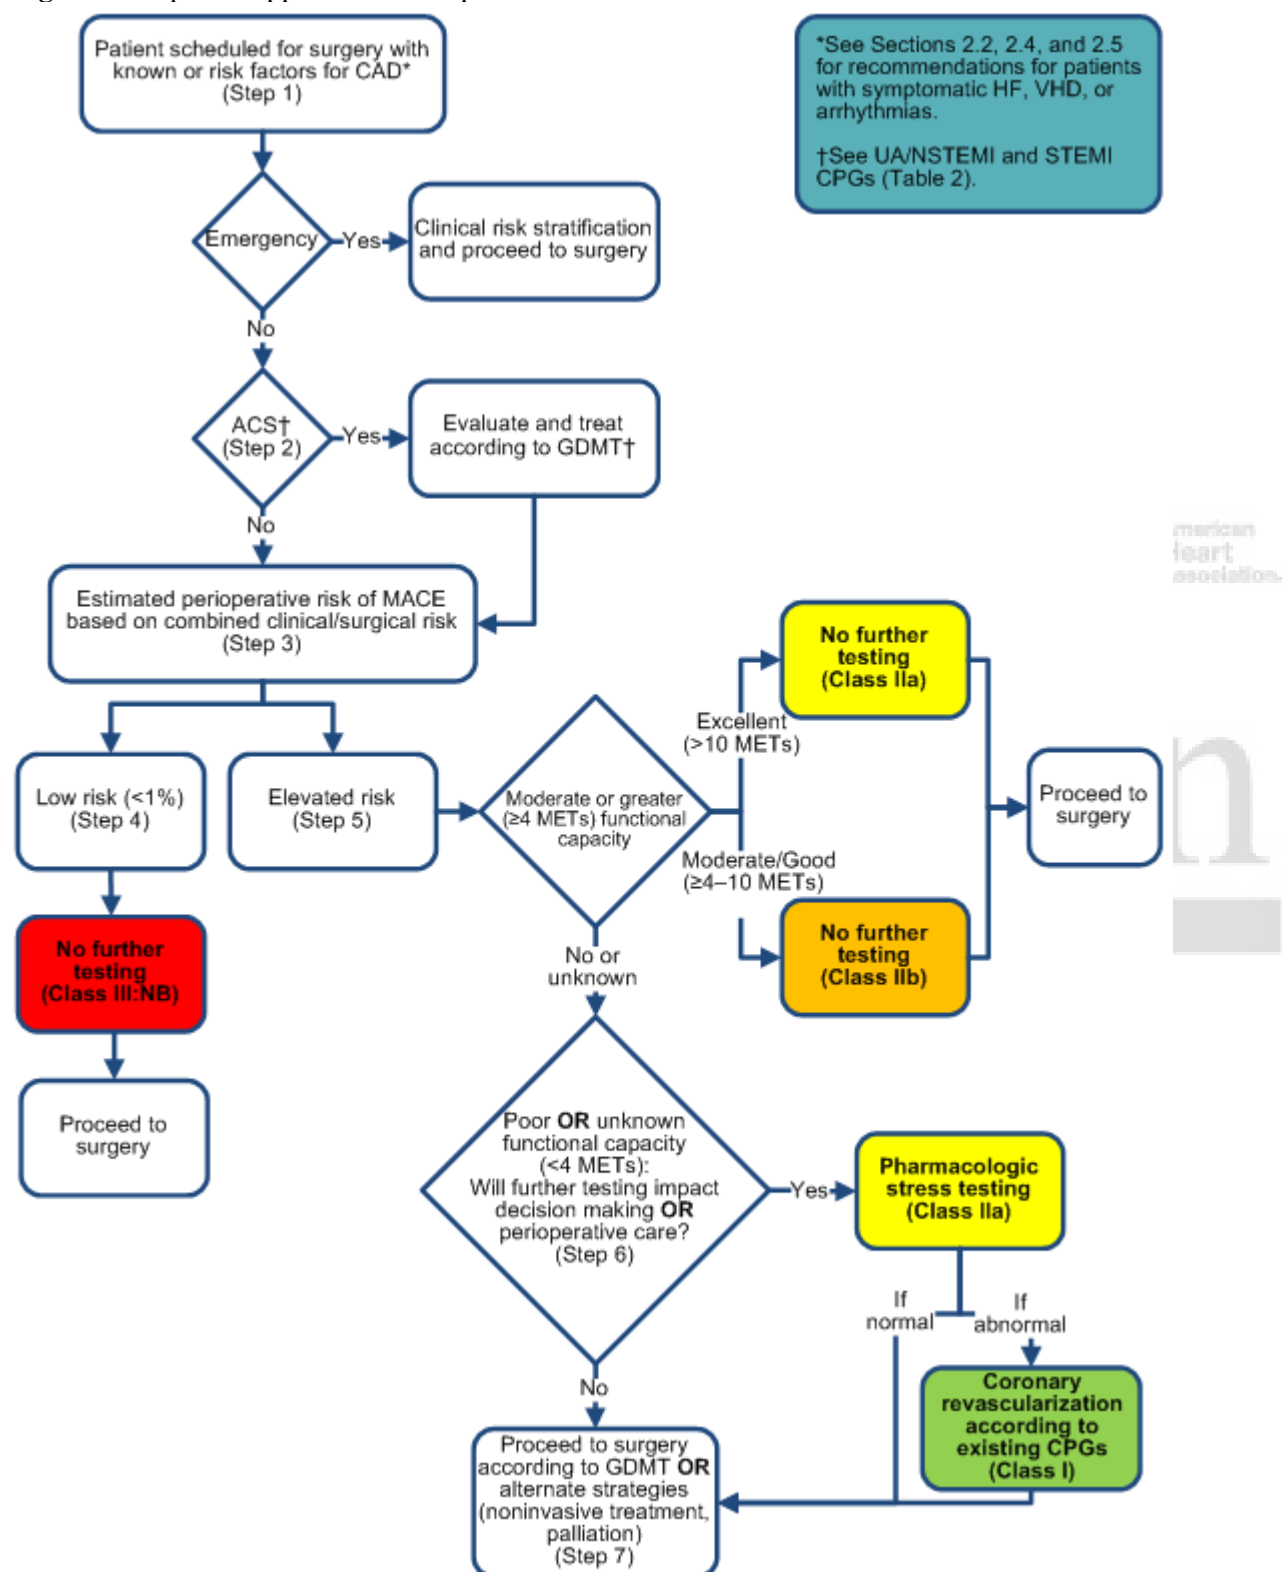 Patient scheduled for surgery with
known or risk factors for CAD*
(Step 1)
*See Sections 2.2, 2.4, and 2.5
for recommendations for patients
with symptomatic HF, VHD, or
arrhythmias.
†See UA/NSTEMI and STEMI
CPGs (Table 2).
Emergency
Yes
Clinical risk stratification
and proceed to surgery
No
ACS†
(Step 2)
Yes
Evaluate and treat
according to GDMT†
No
Estimated perioperative risk of MACE
based on combined clinical/surgical risk
(Step 3)
merican
Heart
ssociation.
Low risk (<1%)
(Step 4)
Elevated risk
(Step 5)
Moderate or greater
(≥4 METs) functional
capacity
Excellent
(>10 METs)
No further
testing
(Class IIa)
Moderate/Good
(≥4–10 METs)
No further
testing
(Class IIb)
Proceed to
surgery
n
No further
testing
(Class III:NB)
Proceed to
surgery
No or
unknown
Poor OR unknown
functional capacity
(<4 METs):
Will further testing impact
decision making OR
perioperative care?
(Step 6)
Yes
Pharmacologic
stress testing
(Class IIa)
If
normal
If
abnormal
Coronary
revascularization
according to
existing CPGs
(Class I)
No
Proceed to surgery
according to GDMT OR
alternate strategies
(noninvasive treatment,
palliation)
(Step 7)